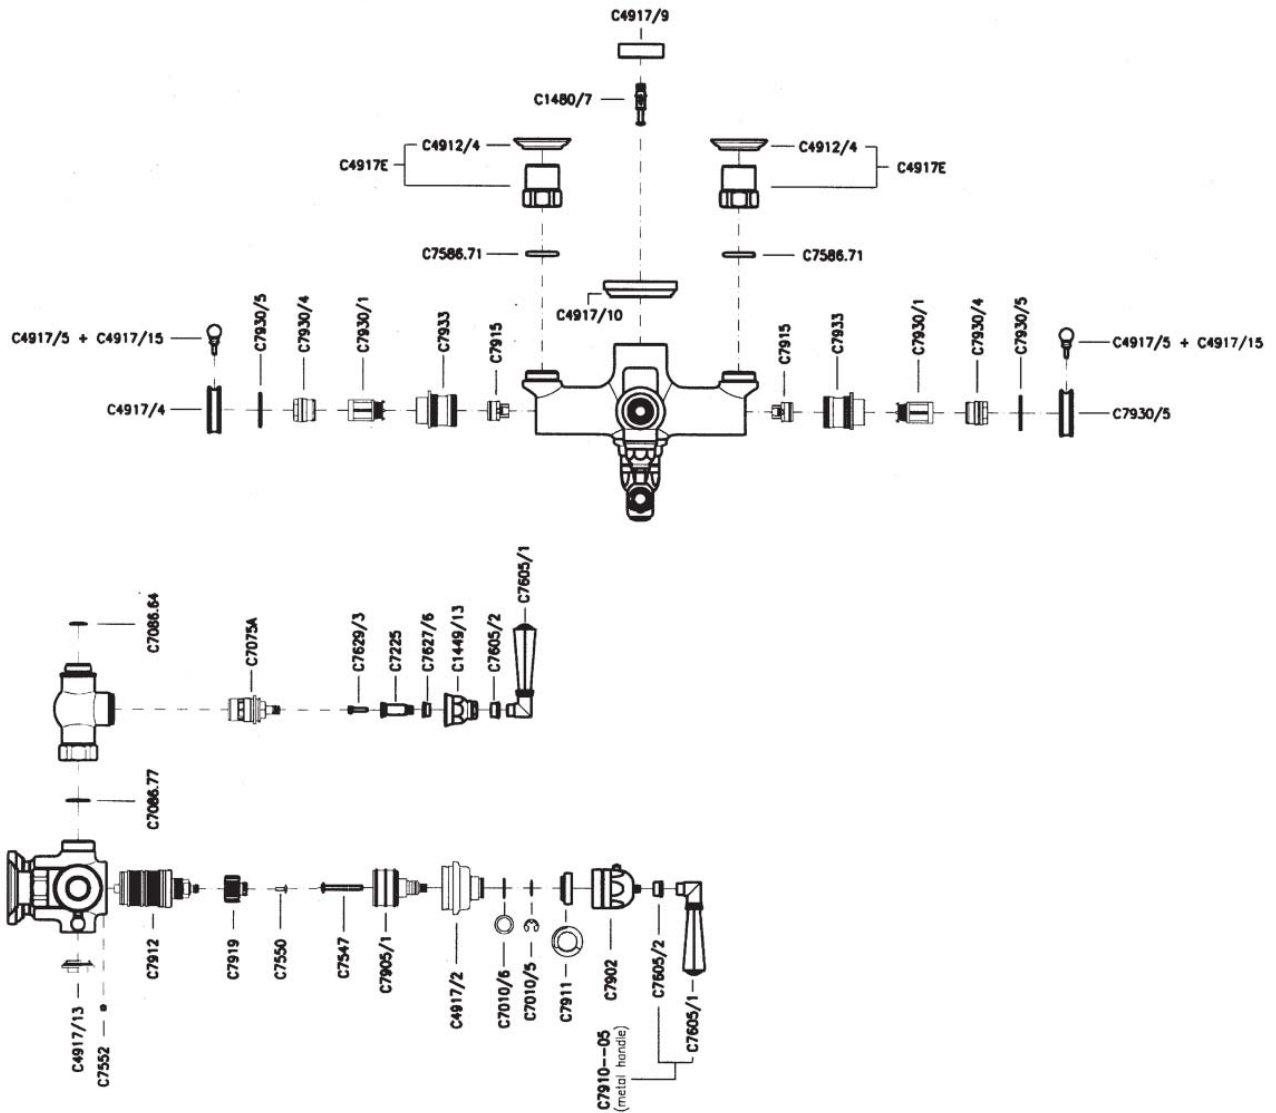 C4917/9
C1480/7
C4912/4
C4917E
C4912/4
C4917E
C7586.71
C7586.71
C4917/10
C4917/5 + C4917/15
C7930/5
C7930/4
C7930/1
C7933
C7915
C7915
C7933
C7930/1
C7930/4
C7930/5
C4917/5 + C4917/15
C4917/4
C7930/5
C7086.64
C7075A
C7629/3
C7225
C7627/6
C1449/13
C7605/2
C7605/1
C7086.77
C4917/13
C7552
C7912
C7919
C7550
C7547
C7905/1
C4917/2
C7010/6
C7010/5
C7911
C7902
C7605/2
C7605/1
C7910--05
(metal handle)